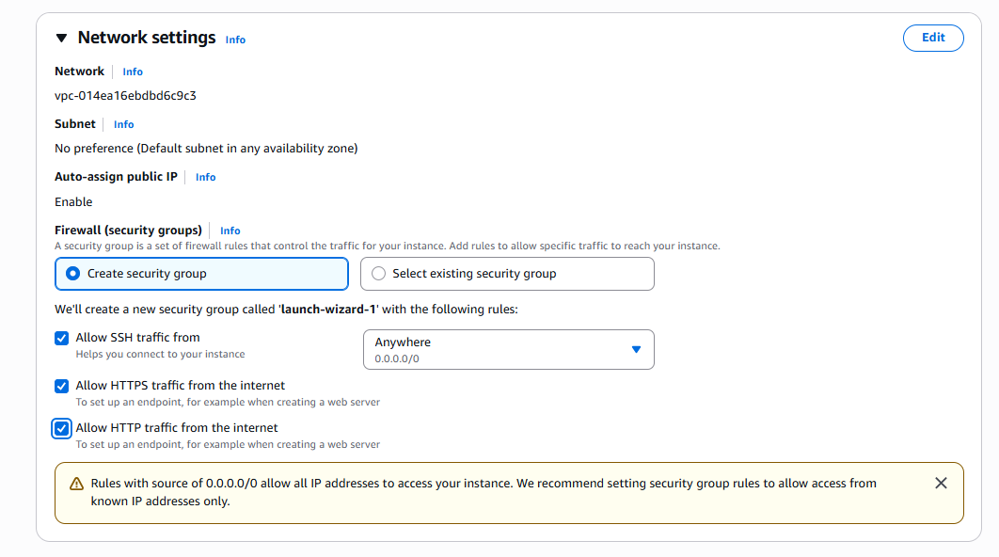 Network settings Info Edit
Network Info
vpc-014ea16ebdbd6c9c3
Subnet Info
No preference (Default subnet in any availability zone)
Auto-assign public IP Info
Enable
Firewall (security groups) Info
A security group is a set of firewall rules that control the traffic for your instance. Add rules to allow specific traffic to reach your instance.
Create security group Select existing security group
We'll create a new security group called 'launch-wizard-1' with the following rules:
Allow SSH traffic from Anywhere
Helps you connect to your instance 0.0.0.0/0
Allow HTTPS traffic from the internet
To set up an endpoint, for example when creating a web server
Allow HTTP traffic from the internet
To set up an endpoint, for example when creating a web server
Rules with source of 0.0.0.0/0 allow all IP addresses to access your instance. We recommend setting security group rules to allow access from
known IP addresses only.